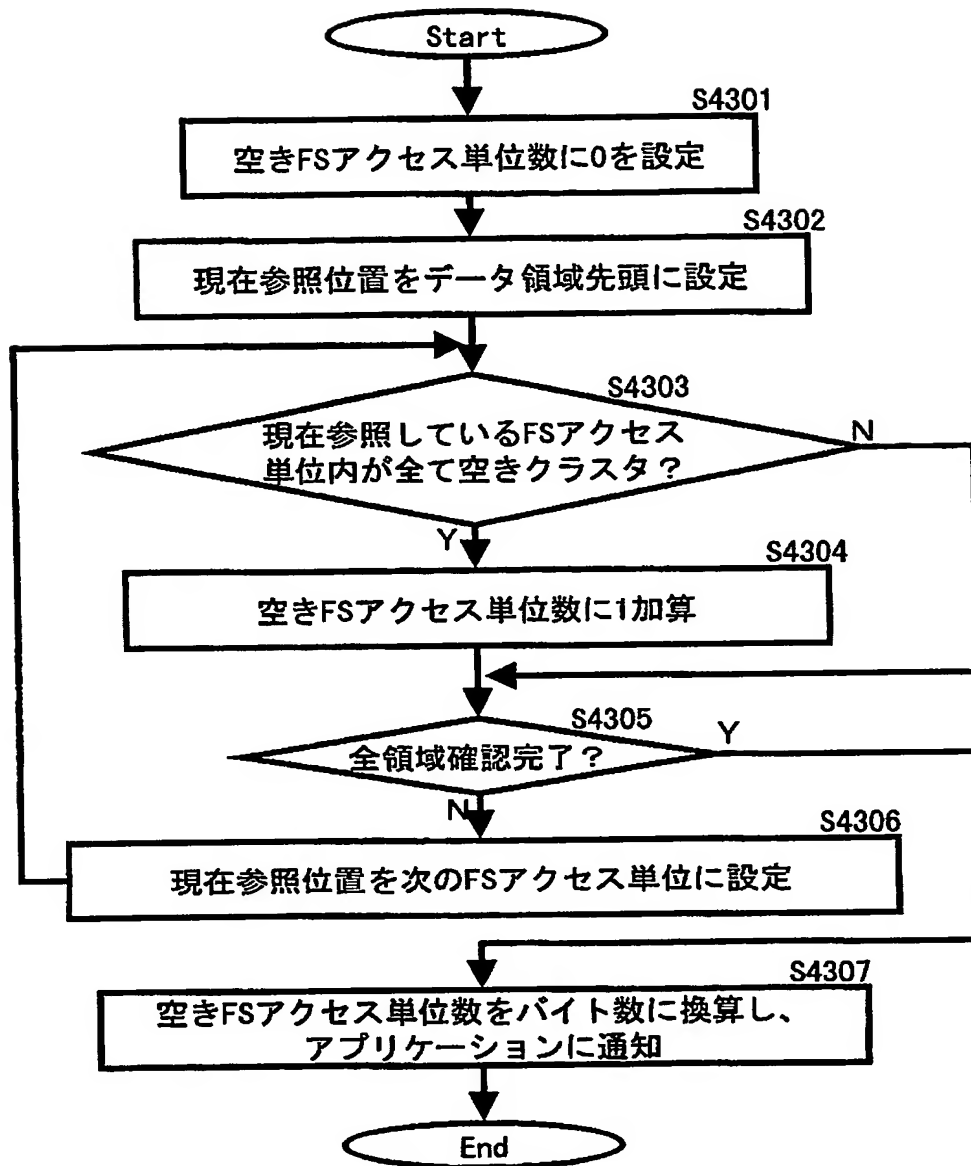 Start
S4301
空きFSアクセス単位数に0を設定
S4302
現在参照位置をデータ領域先頭に設定
S4303
現在参照しているFSアクセス
単位内が全て空きクラスタ？
N
Y
S4304
空きFSアクセス単位数に1加算
S4305
全領域確認完了？
Y
N
S4306
現在参照位置を次のFSアクセス単位に設定
S4307
空きFSアクセス単位数をバイト数に換算し、
アプリケーションに通知
End